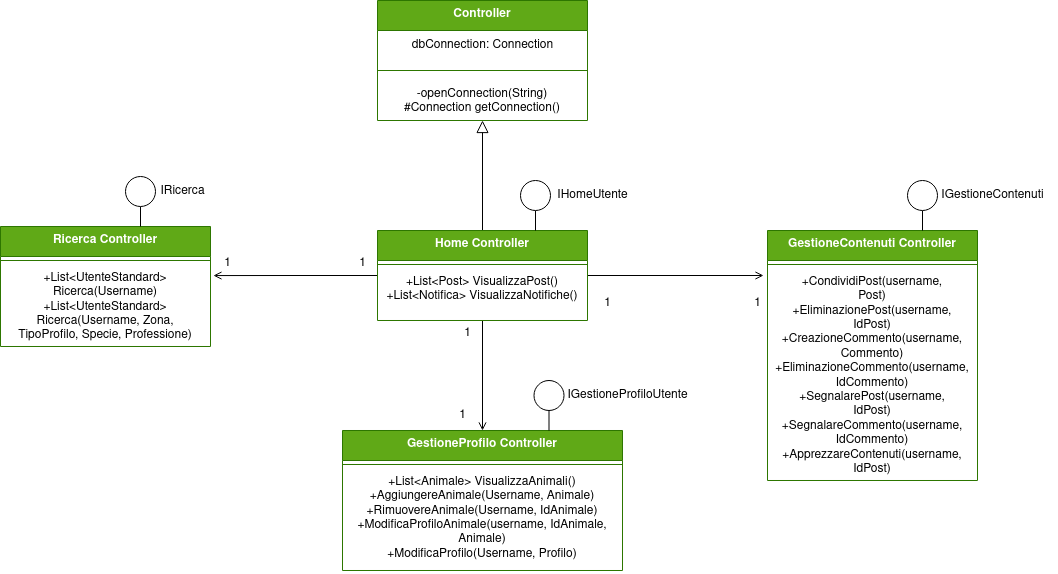 Controller
dbConnection: Connection
-openConnection(String)
#Connection getConnection()
IRicerca
IHomeUtente
IGestioneContenuti
Ricerca Controller
+List<UtenteStandard>
Ricerca(Username)
+List<UtenteStandard>
Ricerca(Username, Zona,
TipoProfilo, Specie, Professione)
1
1
Home Controller
+List<Post> VisualizzaPost()
+List<Notifica> VisualizzaNotifiche()
1
1
GestioneContenuti Controller
+CondividiPost(username,
Post)
+EliminazionePost(username,
IdPost)
+CreazioneCommento(username,
Commento)
+EliminazioneCommento(username,
IdCommento)
+SegnalarePost(username,
IdPost)
+SegnalareCommento(username,
IdCommento)
+ApprezzareContenuti(username,
IdPost)
1
1
IGestioneProfiloUtente
GestioneProfilo Controller
+List<Animale> VisualizzaAnimali()
+AggiungereAnimale(Username, Animale)
+RimuovereAnimale(Username, IdAnimale)
+ModificaProfiloAnimale(username, IdAnimale,
Animale)
+ModificaProfilo(Username, Profilo)